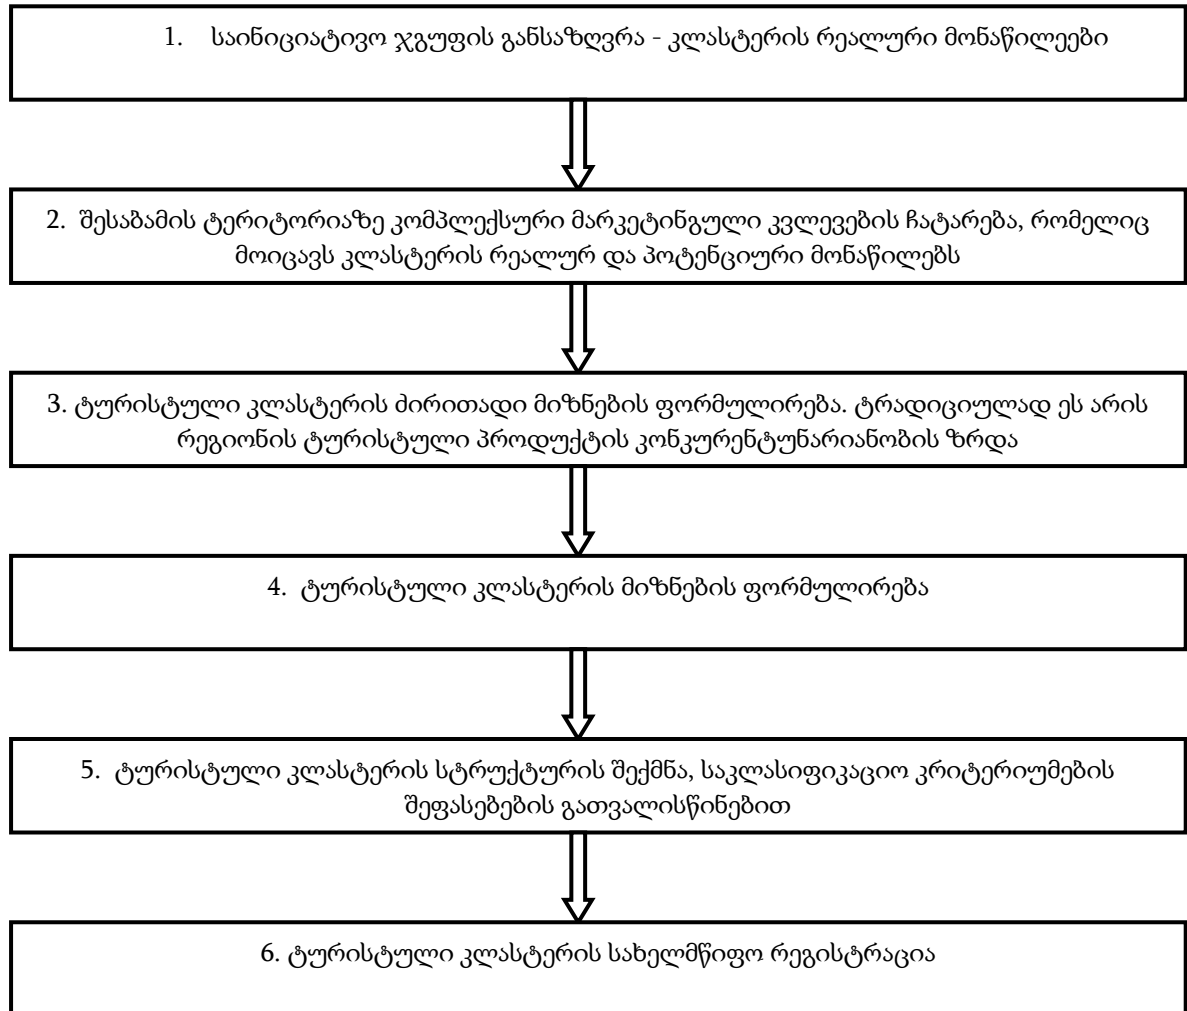 1. საინიციატივო ჯგუფის განსაზღვრა - კლასტერის რეალური მონაწილეები
2. შესაბამის ტერიტორიაზე კომპლექსური მარკეტინგული კვლევების ჩატარება, რომელიც
მოიცავს კლასტერის რეალურ და პოტენციური მონაწილებს
3. ტურისტული კლასტერის ძირითადი მიზნების ფორმულირება. ტრადიციულად ეს არის
რეგიონის ტურისტული პროდუქტის კონკურენტუნარიანობის ზრდა
4. ტურისტული კლასტერის მიზნების ფორმულირება
5. ტურისტული კლასტერის სტრუქტურის შექმნა, საკლასიფიკაციო კრიტერიუმების
შეფასებების გათვალისწინებით
6. ტურისტული კლასტერის სახელმწიფო რეგისტრაცია